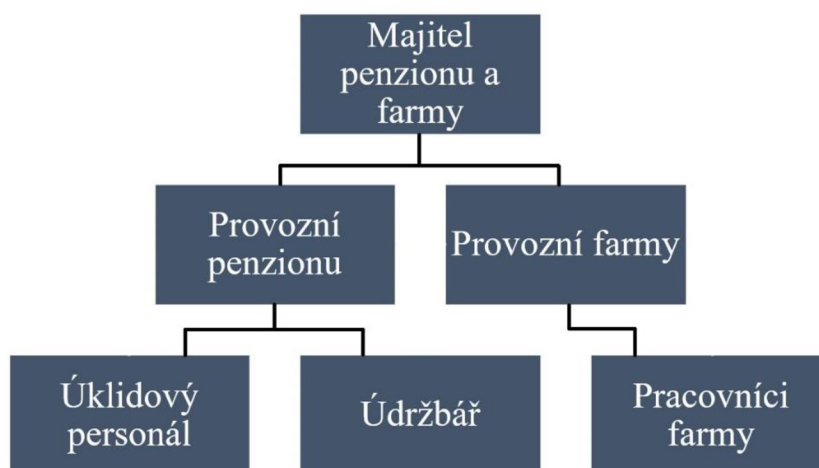 Majitel
penzionu a
farmy
Provozní
penzionu
Provozní farmy
Úklidový
personál
Údržbář
Pracovníci
farmy